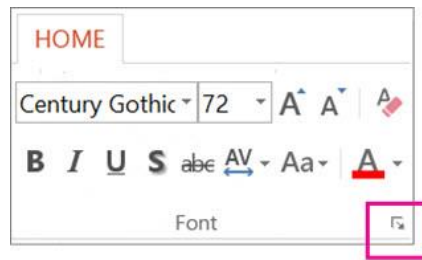 HOME
Century Gothic 72 A A
B I U S abc AV Aa A
Font